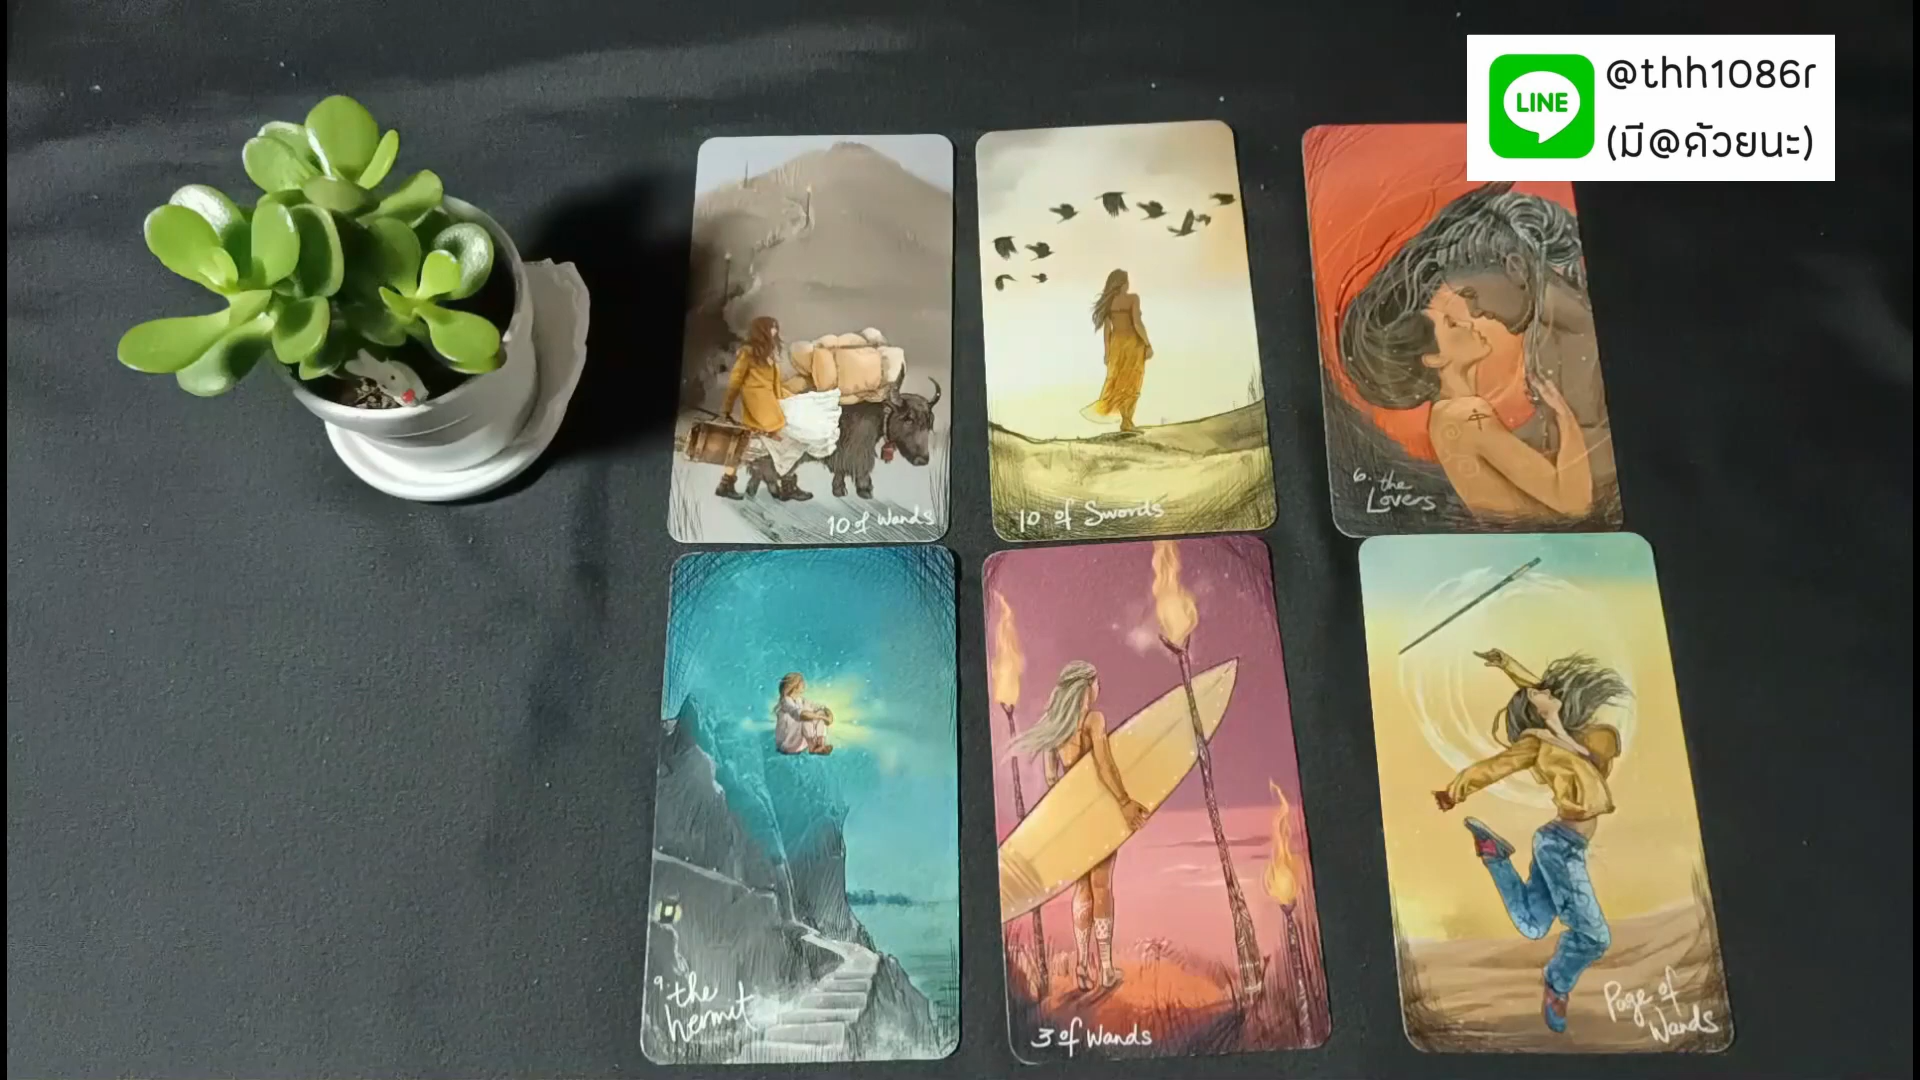 LINE
@thh1086r
(มี@ด้วยนะ)
10 of Wands
10 of Swords
6. the
Lovers
9 the
hermit
3 of Wands
Page of
Wands